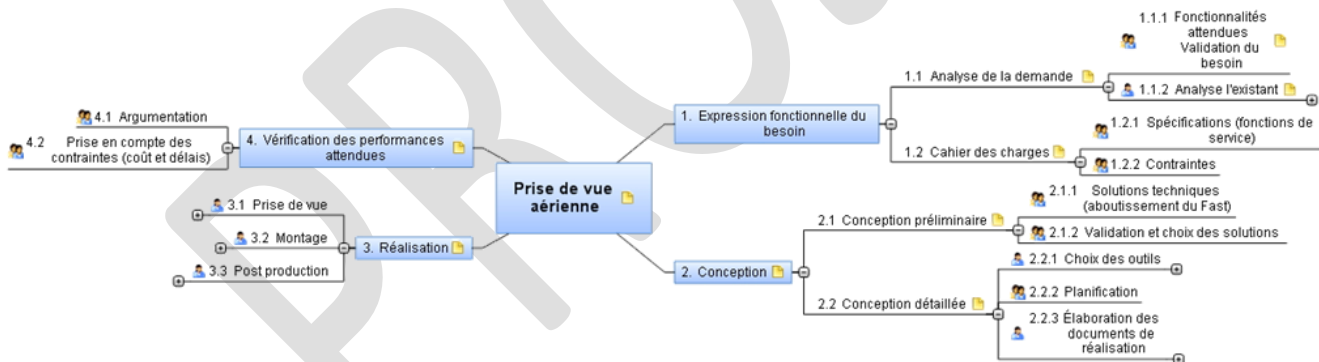 Prise de vue
aérienne
1. Expression fonctionnelle du
besoin
1.1 Analyse de la demande
1.1.1 Fonctionnalités
attendues
Validation du
besoin
1.1.2 Analyse l'existant
1.2 Cahier des charges
1.2.1 Spécifications (fonctions de
service)
1.2.2 Contraintes
2. Conception
2.1 Conception préliminaire
2.1.1 Solutions techniques
(aboutissement du Fast)
2.1.2 Validation et choix des solutions
2.2 Conception détaillée
2.2.1 Choix des outils
2.2.2 Planification
2.2.3 Élaboration des
documents de
réalisation
3. Réalisation
3.1 Prise de vue
3.2 Montage
3.3 Post production
4. Vérification des performances
attendues
4.1 Argumentation
4.2 Prise en compte des
contraintes (coût et délais)